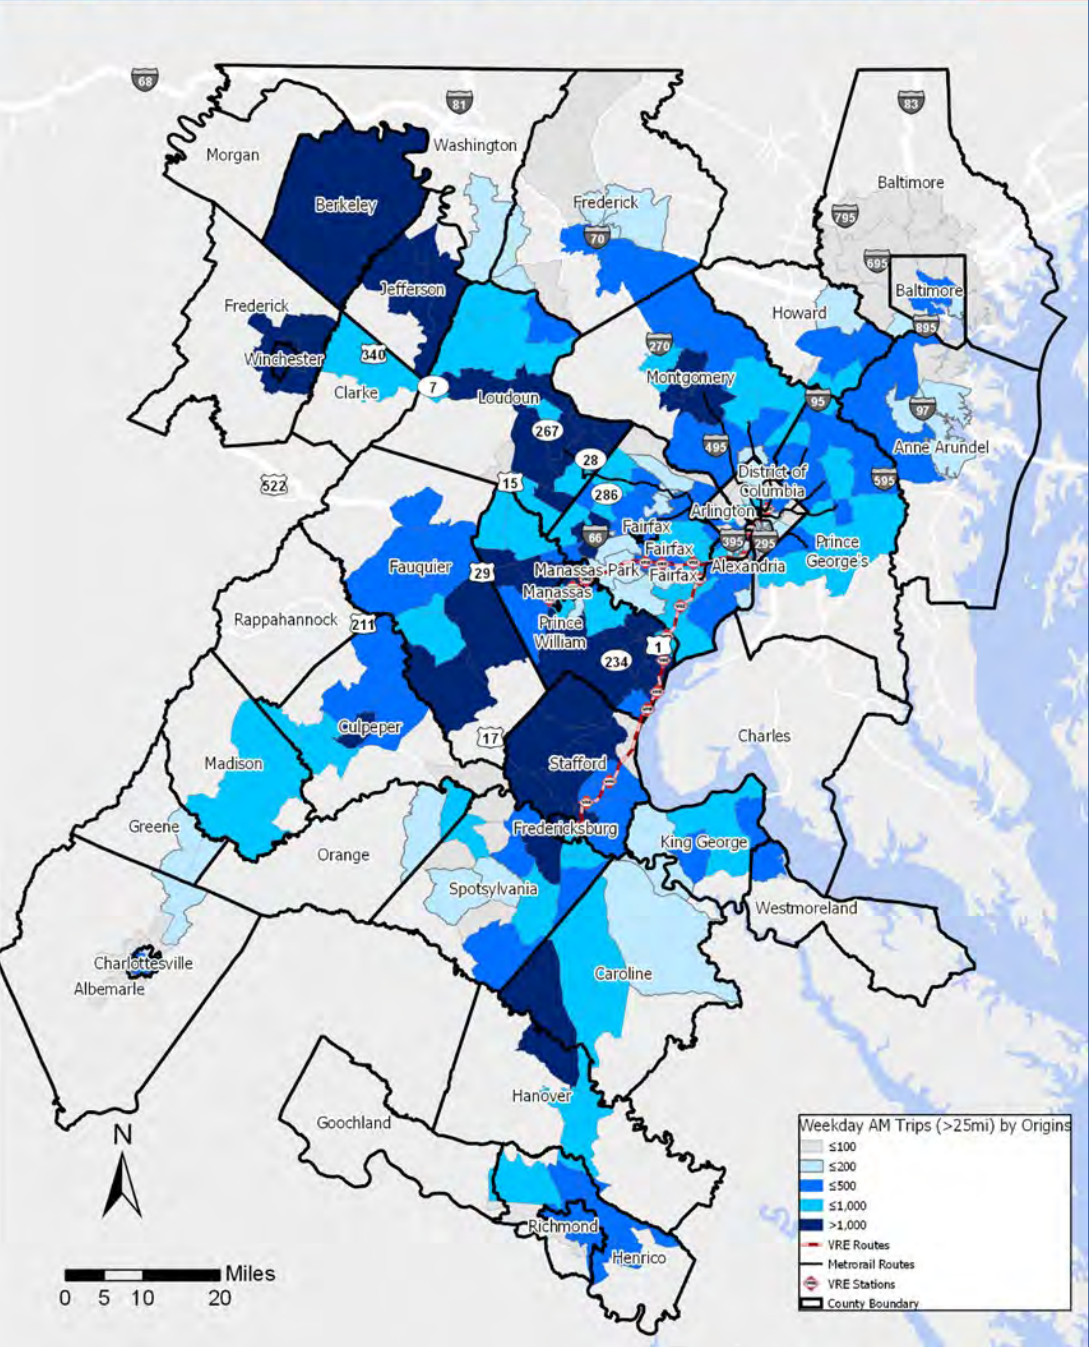 68
81
83
Washington
Morgan
Baltimore
Berkeley
Frederick
795
70
695
Jefferson
Baltimore
Frederick
Howard
895
270
Winchester
340
Montgomery
Clarke
7
Loudoun
95
97
267
495
Anne Arundel
28
District of
Columbia
522
15
595
286
Arlington
Fairfax
66
395
295
Prince
George's
Fairfax
Fauquier
29
Manassas Park
Fairfax
Alexandria
Manassas
Rappahannock
211
Prince
William
1
234
Culpeper
17
Charles
Madison
Stafford
Greene
Fredericksburg
King George
Orange
Spotsylvania
Westmoreland
Charlottesville
Caroline
Albemarle
Hanover
Goochland
N
Richmond
Henrico
Miles
0 5 10 20
Weekday AM Trips (>25mi) by Origins
≤100
≤200
≤500
≤1,000
>1,000
VRE Routes
Metrorail Routes
VRE Stations
County Boundary